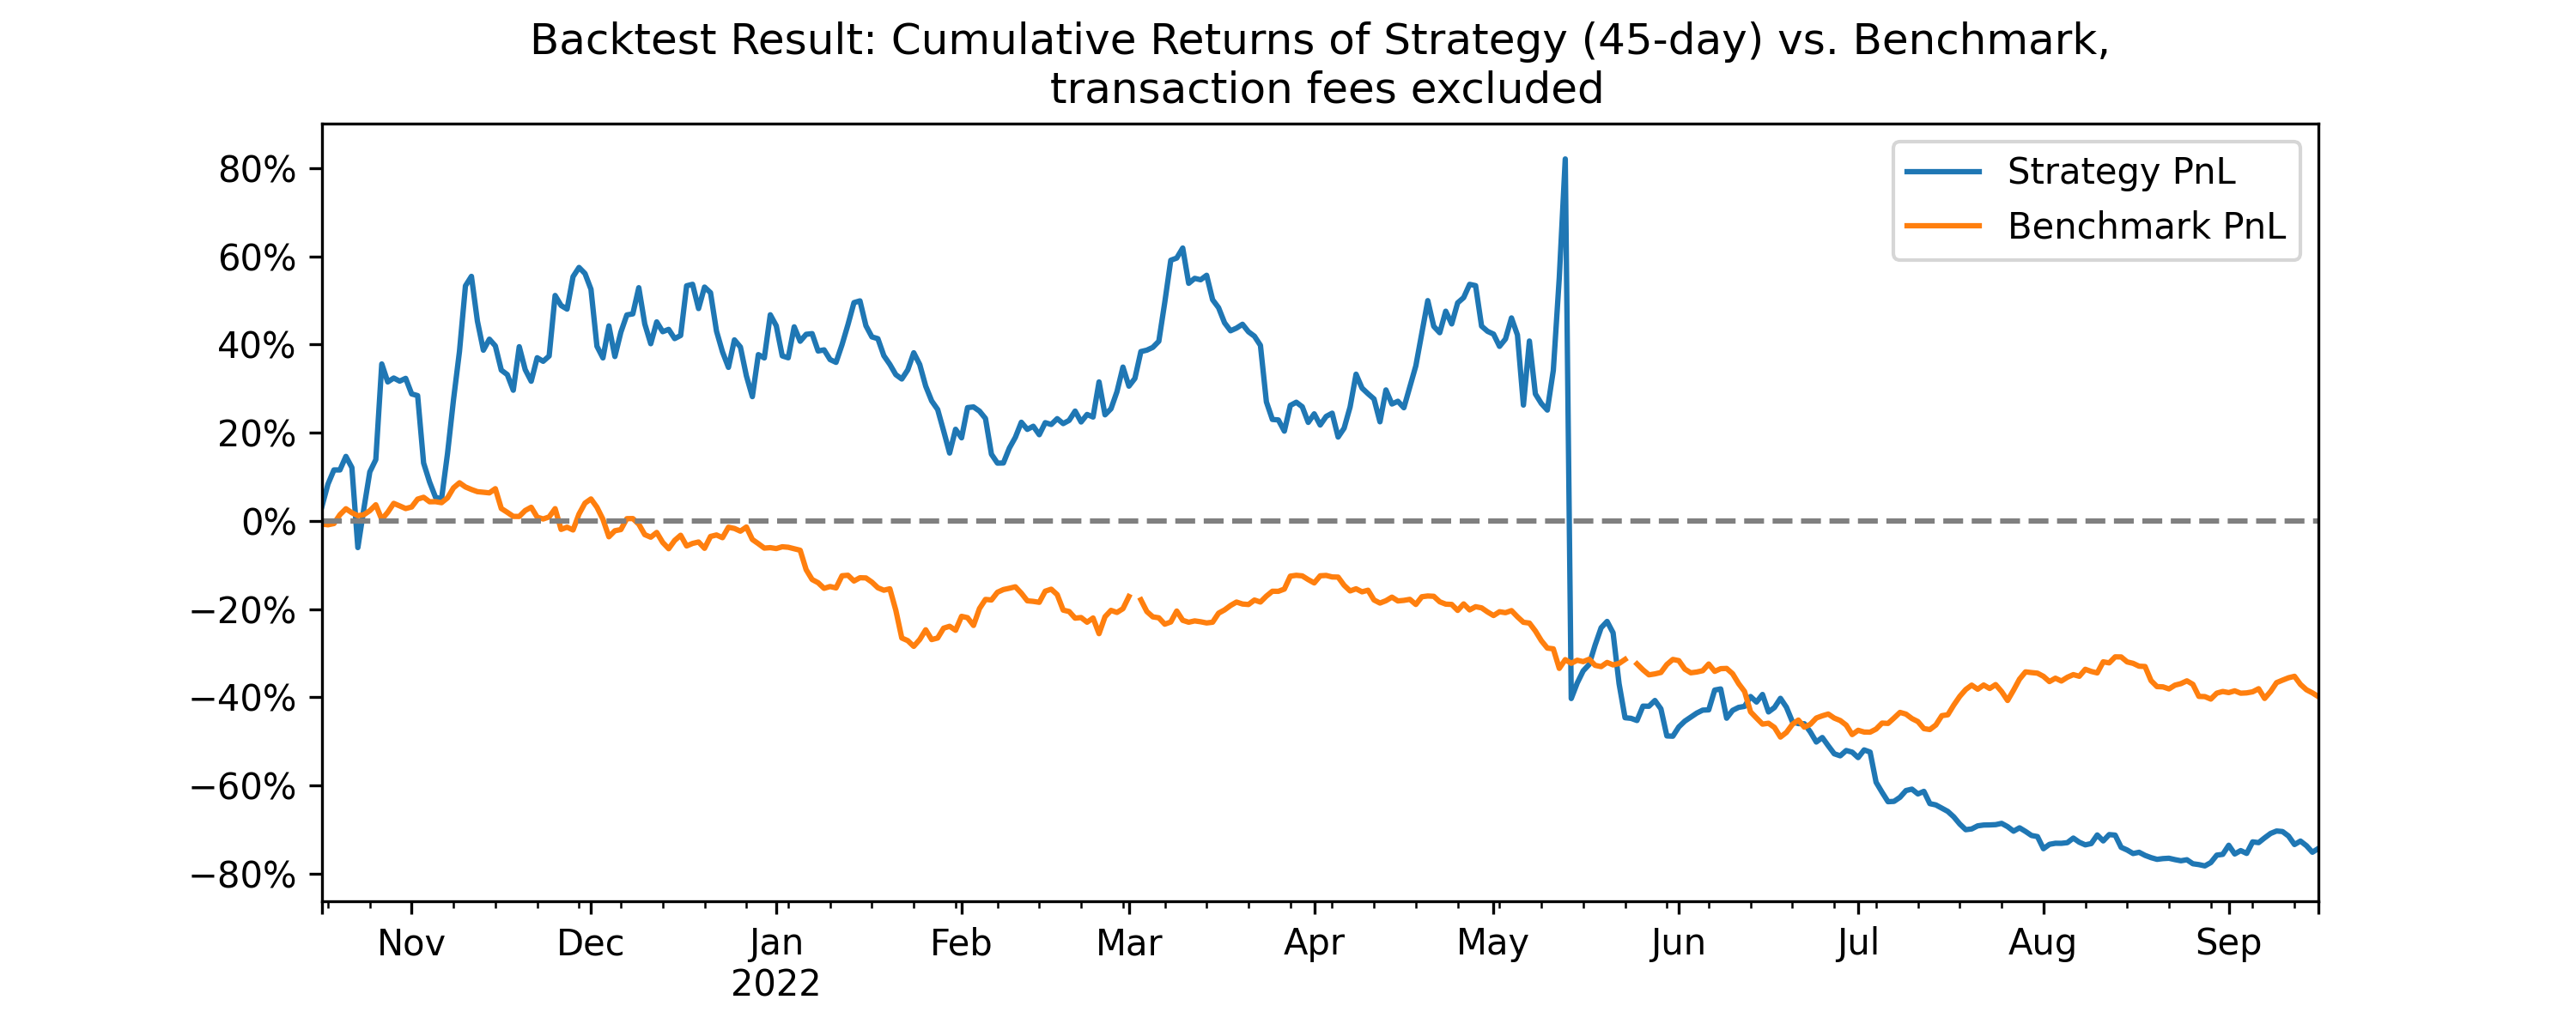 Backtest Result: Cumulative Returns of Strategy (45-day) vs. Benchmark,
transaction fees excluded
80%
60%
40%
20%
0%
−20%
−40%
−60%
−80%
Strategy PnL
Benchmark PnL
Nov Dec Jan Feb Mar Apr May Jun Jul Aug Sep
2022